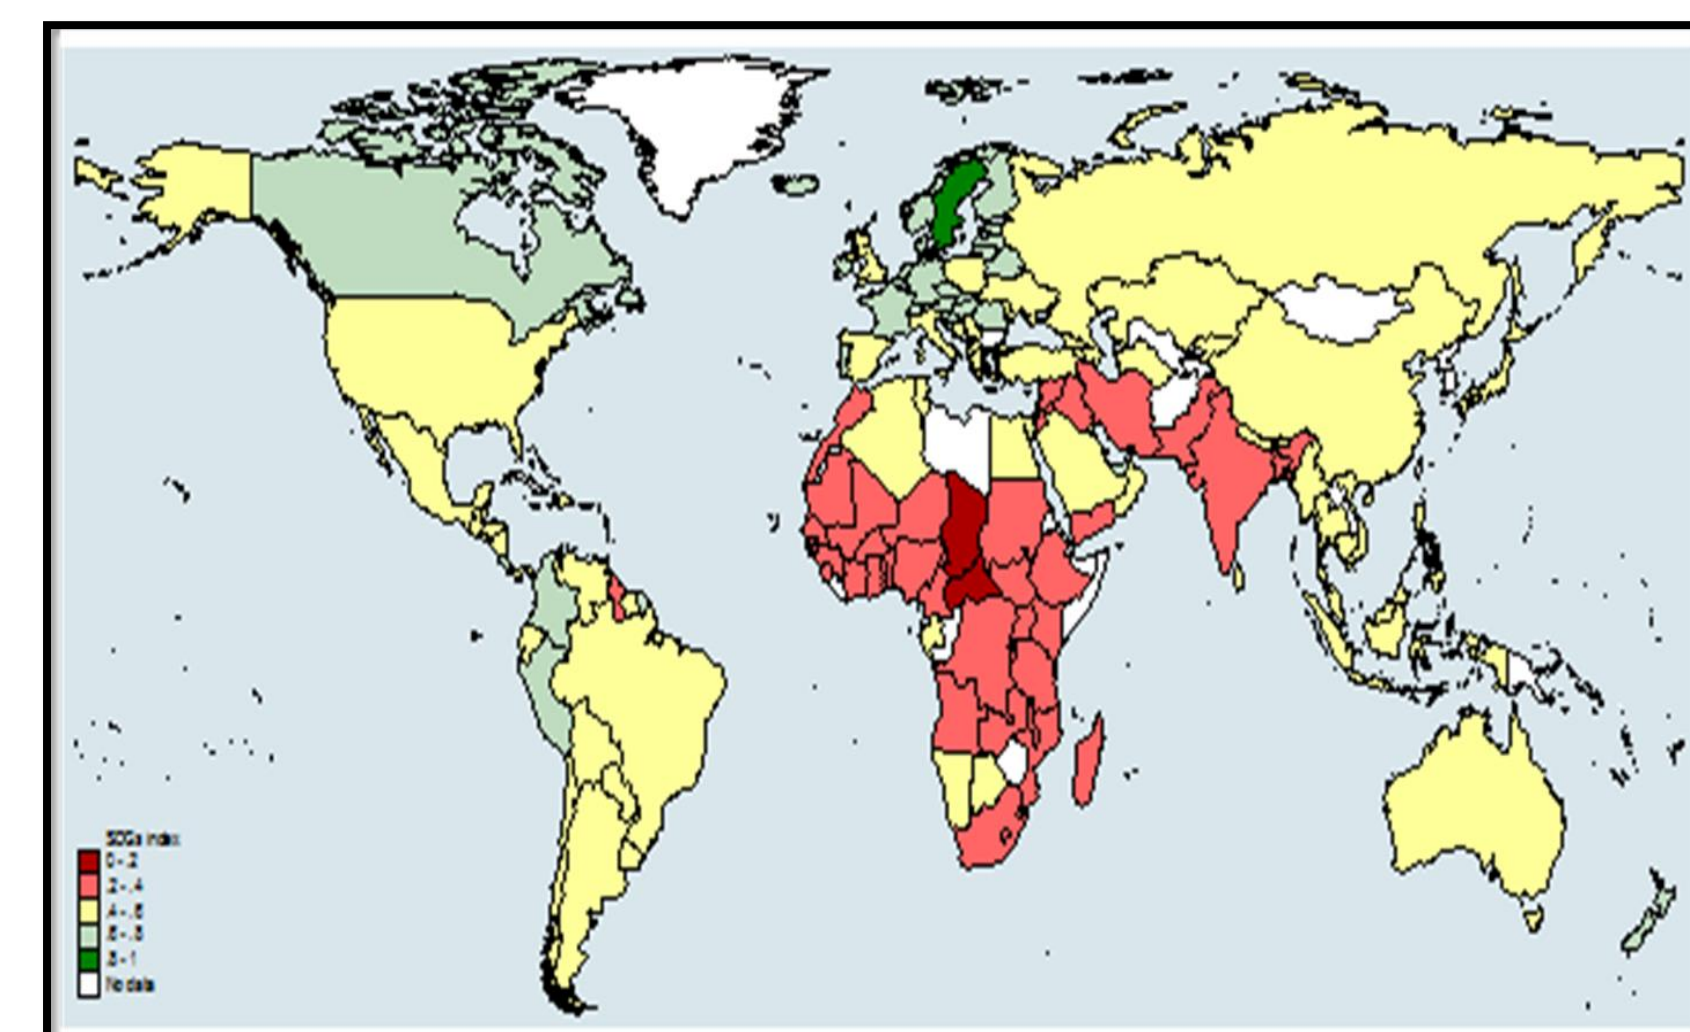 SDGs index
0 - .2
.2 - .4
.4 - .6
.6 - .8
.8 - 1
No data